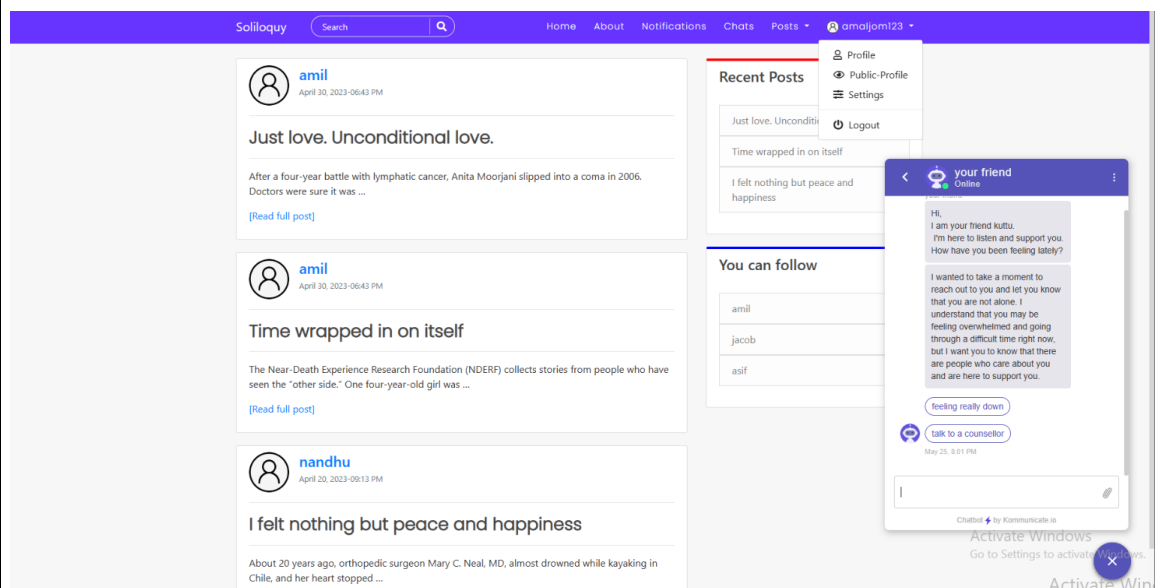 Soliloquy
Search
Home About Notifications Chats Posts amaljom123
Profile
Public-Profile
Settings
Logout
amil
April 30, 2023-06:43 PM
Just love. Unconditional love.
After a four-year battle with lymphatic cancer, Anita Moorjani slipped into a coma in 2006.
Doctors were sure it was ...
[Read full post]
amil
April 30, 2023-06:43 PM
Time wrapped in on itself
The Near-Death Experience Research Foundation (NDERF) collects stories from people who have
seen the "other side." One four-year-old girl was ...
[Read full post]
nandhu
April 20, 2023-09:13 PM
I felt nothing but peace and happiness
About 20 years ago, orthopedic surgeon Mary C. Neal, MD, almost drowned while kayaking in
Chile, and her heart stopped ...
Recent Posts
Just love. Unconditi
Time wrapped in on itself
I felt nothing but peace and
happiness
You can follow
amil
jacob
asif
your friend
Online
Hi,
I am your friend kuttu.
I'm here to listen and support you.
How have you been feeling lately?
I wanted to take a moment to
reach out to you and let you know
that you are not alone. I
understand that you may be
feeling overwhelmed and going
through a difficult time right now,
but I want you to know that there
are people who care about you
and are here to support you.
feeling really down
talk to a counsellor
May 25, 8:01 PM
Chatbot by Kommunicate.io
Activate Windows
Go to Settings to activate Windows.
Activate Win